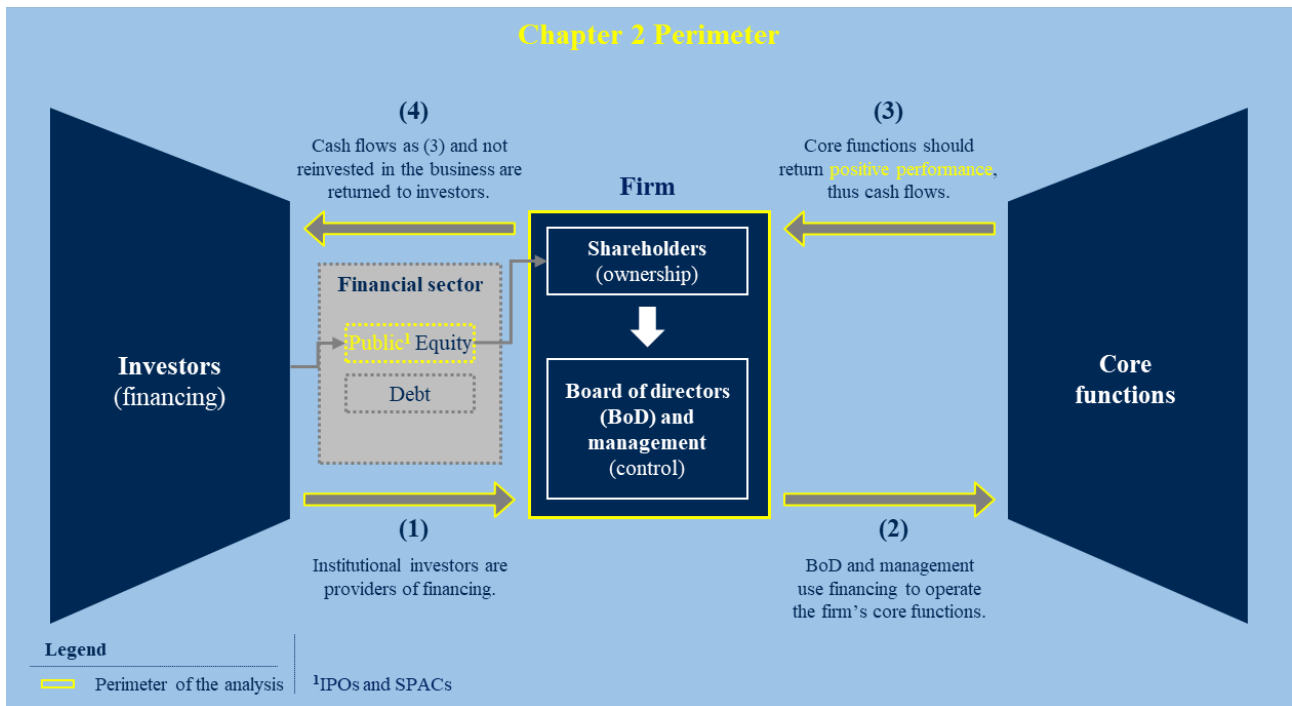 Chapter 2 Perimeter
(4)
Cash flows as (3) and not
reinvested in the business are
returned to investors.
(3)
Core functions should
return positive performance,
thus cash flows.
Firm
Shareholders
(ownership)
Financial sector
Public¹ Equity
Debt
Investors
(financing)
Board of directors
(BoD) and
management
(control)
Core
functions
(1)
Institutional investors are
providers of financing.
(2)
BoD and management
use financing to operate
the firm's core functions.
Legend
Perimeter of the analysis
¹IPOs and SPACs